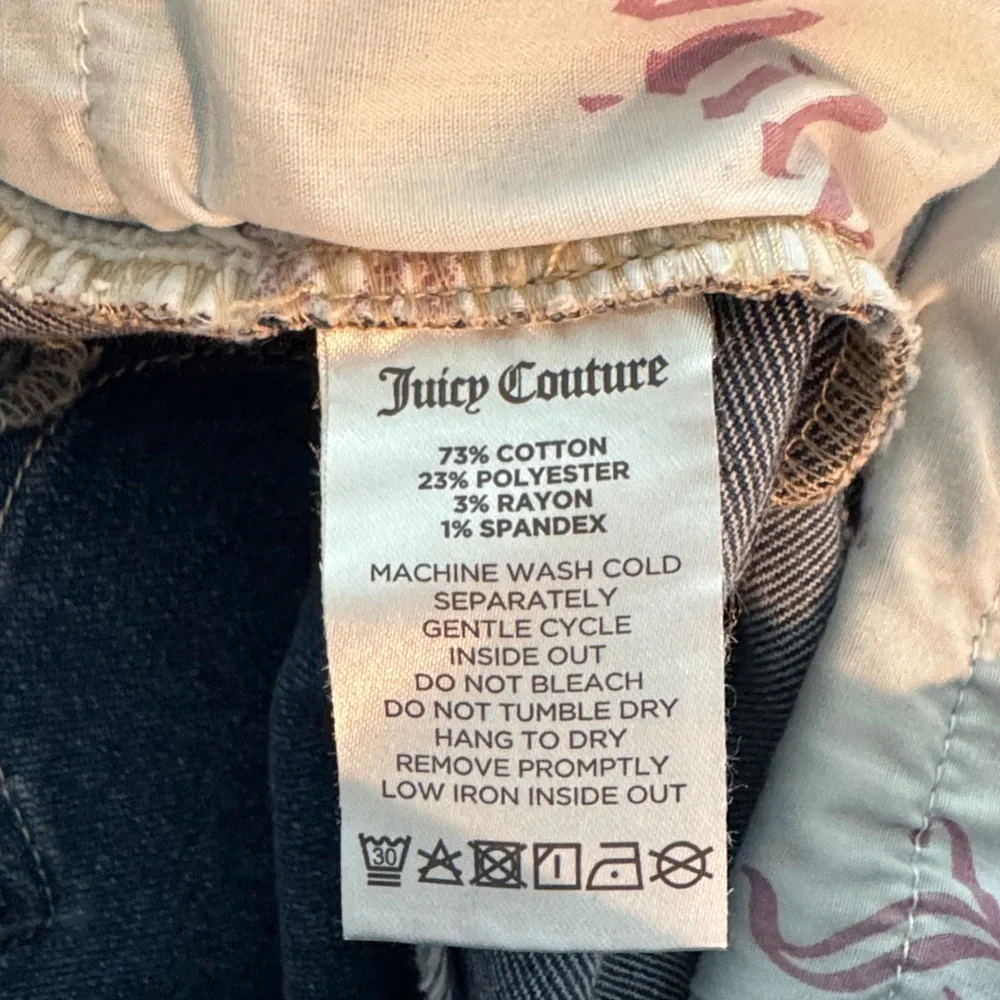 Juicy Couture
73% COTTON
23% POLYESTER
3% RAYON
1% SPANDEX
MACHINE WASH COLD
SEPARATELY
GENTLE CYCLE
INSIDE OUT
DO NOT BLEACH
DO NOT TUMBLE DRY
HANG TO DRY
REMOVE PROMPTLY
LOW IRON INSIDE OUT
30